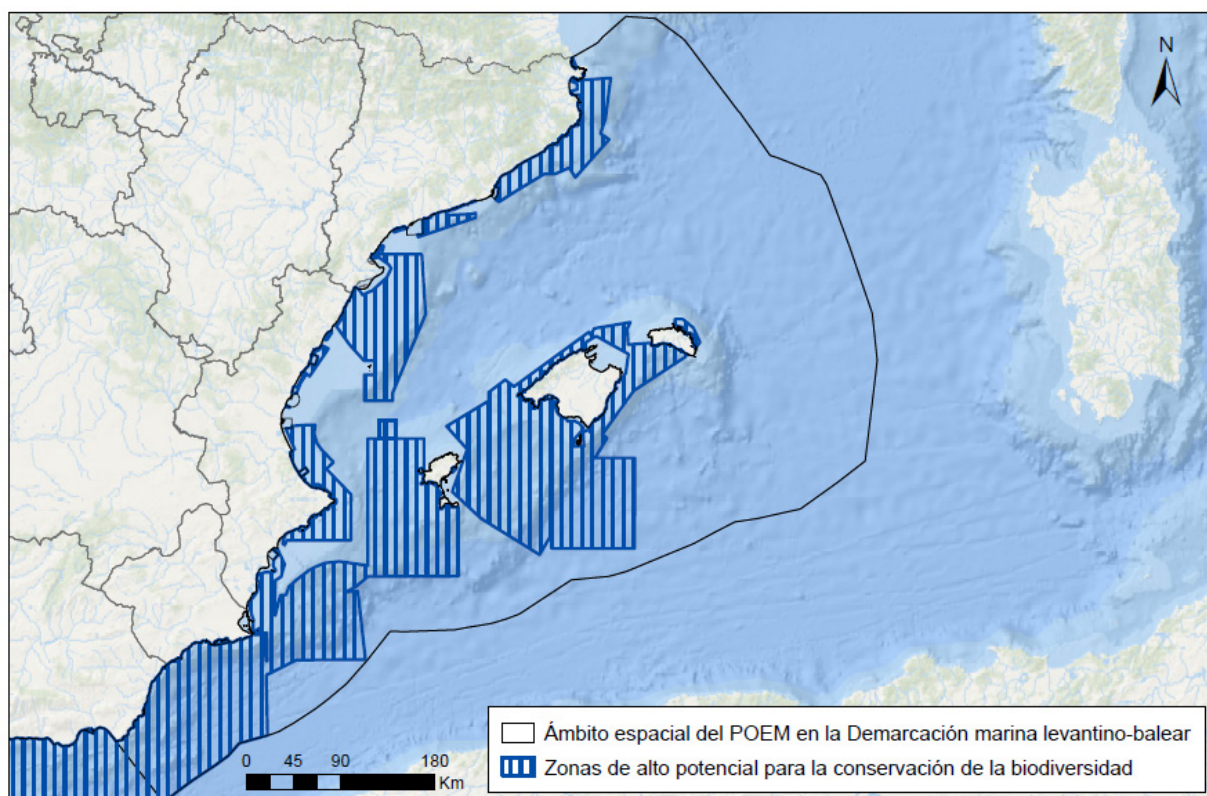 N
Ámbito espacial del POEM en la Demarcación marina levantino-balear
Zonas de alto potencial para la conservación de la biodiversidad
0 45 90 180
Km